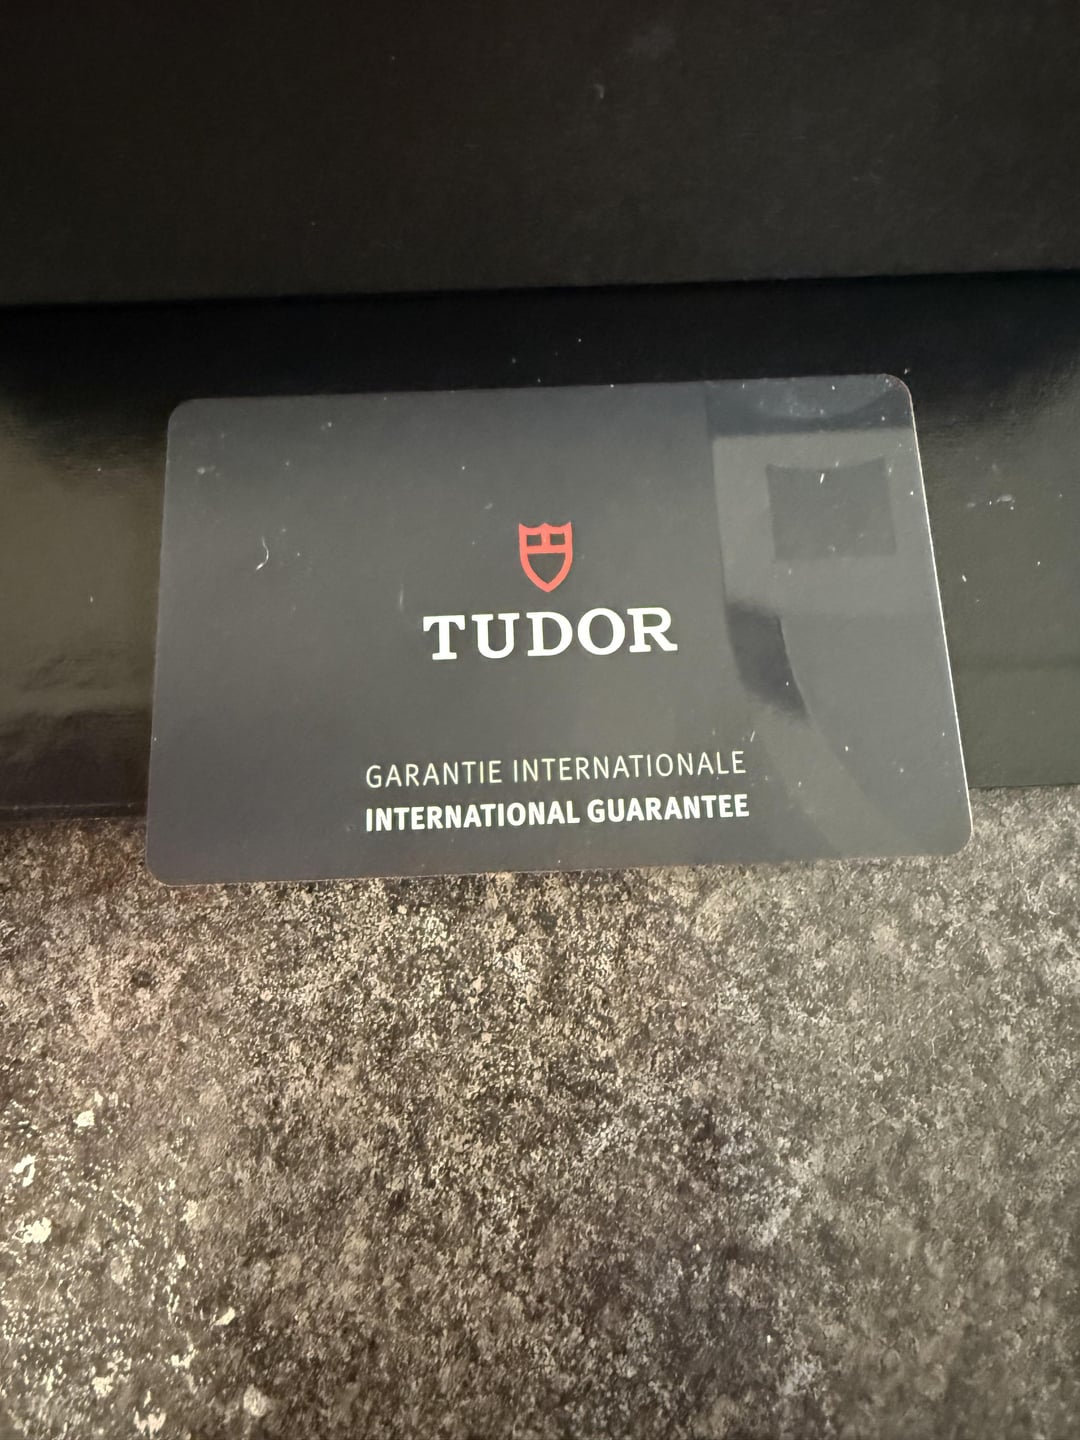 TUDOR
GARANTIE INTERNATIONALE
INTERNATIONAL GUARANTEE